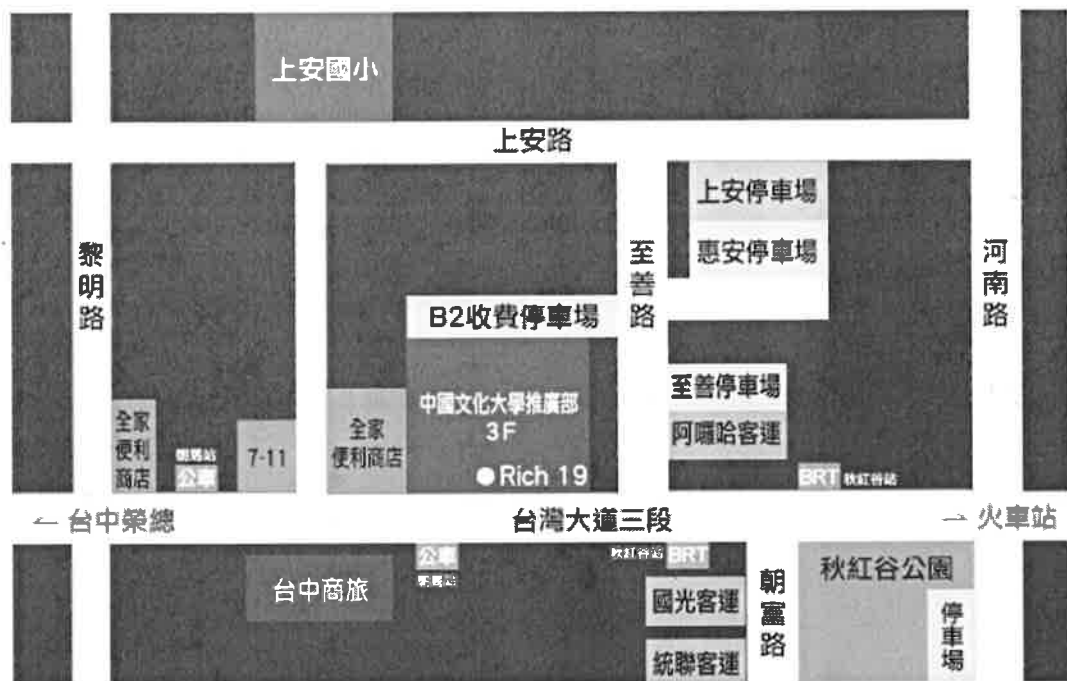 上安國小
上安路
黎明路
至善路
河南路
上安停車場
惠安停車場
B2收費停車場
至善停車場
阿囉哈客運
中國文化大學推廣部
3F
Rich 19
全家
便利
商店
朝馬站
公車
7-11
全家
便利商店
BRT 秋紅谷站
← 台中榮總
台灣大道三段
→ 火車站
台中商旅
公車
朝馬站
秋紅谷站 BRT
國光客運
統聯客運
朝富路
秋紅谷公園
停車場